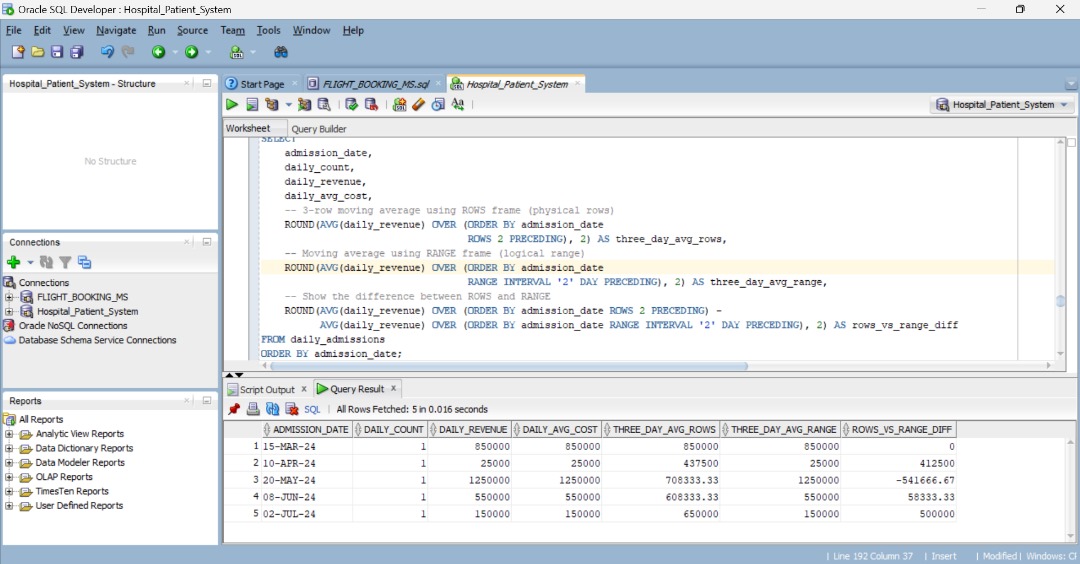 Oracle SQL Developer : Hospital_Patient_System
File Edit View Navigate Run Source Team Tools Window Help
Hospital_Patient_System - Structure
No Structure
Connections
Connections
FLIGHT_BOOKING_MS
Hospital_Patient_System
Oracle NoSQL Connections
Database Schema Service Connections
Reports
All Reports
Analytic View Reports
Data Dictionary Reports
Data Modeler Reports
OLAP Reports
TimesTen Reports
User Defined Reports
Start Page FLIGHT_BOOKING_MS.sql Hospital_Patient_System
Hospital_Patient_System
Worksheet Query Builder
SELECT
admission_date,
daily_count,
daily_revenue,
daily_avg_cost,
-- 3-row moving average using ROWS frame (physical rows)
ROUND(AVG(daily_revenue) OVER (ORDER BY admission_date
ROWS 2 PRECEDING), 2) AS three_day_avg_rows,
-- Moving average using RANGE frame (logical range)
ROUND(AVG(daily_revenue) OVER (ORDER BY admission_date
RANGE INTERVAL '2' DAY PRECEDING), 2) AS three_day_avg_range,
-- Show the difference between ROWS and RANGE
ROUND(AVG(daily_revenue) OVER (ORDER BY admission_date ROWS 2 PRECEDING) -
AVG(daily_revenue) OVER (ORDER BY admission_date RANGE INTERVAL '2' DAY PRECEDING), 2) AS rows_vs_range_diff
FROM daily_admissions
ORDER BY admission_date;
Script Output x Query Result x
SQL | All Rows Fetched: 5 in 0.016 seconds
ADMISSION_DATE DAILY_COUNT DAILY_REVENUE DAILY_AVG_COST THREE_DAY_AVG_ROWS THREE_DAY_AVG_RANGE ROWS_VS_RANGE_DIFF
1 15-MAR-24 1 850000 850000 850000 850000 0
2 10-APR-24 1 25000 25000 437500 25000 412500
3 20-MAY-24 1 1250000 1250000 708333.33 1250000 -541666.67
4 08-JUN-24 1 550000 550000 608333.33 550000 58333.33
5 02-JUL-24 1 150000 150000 650000 150000 500000
| Line 192 Column 37 | Insert | Modified | Windows: C